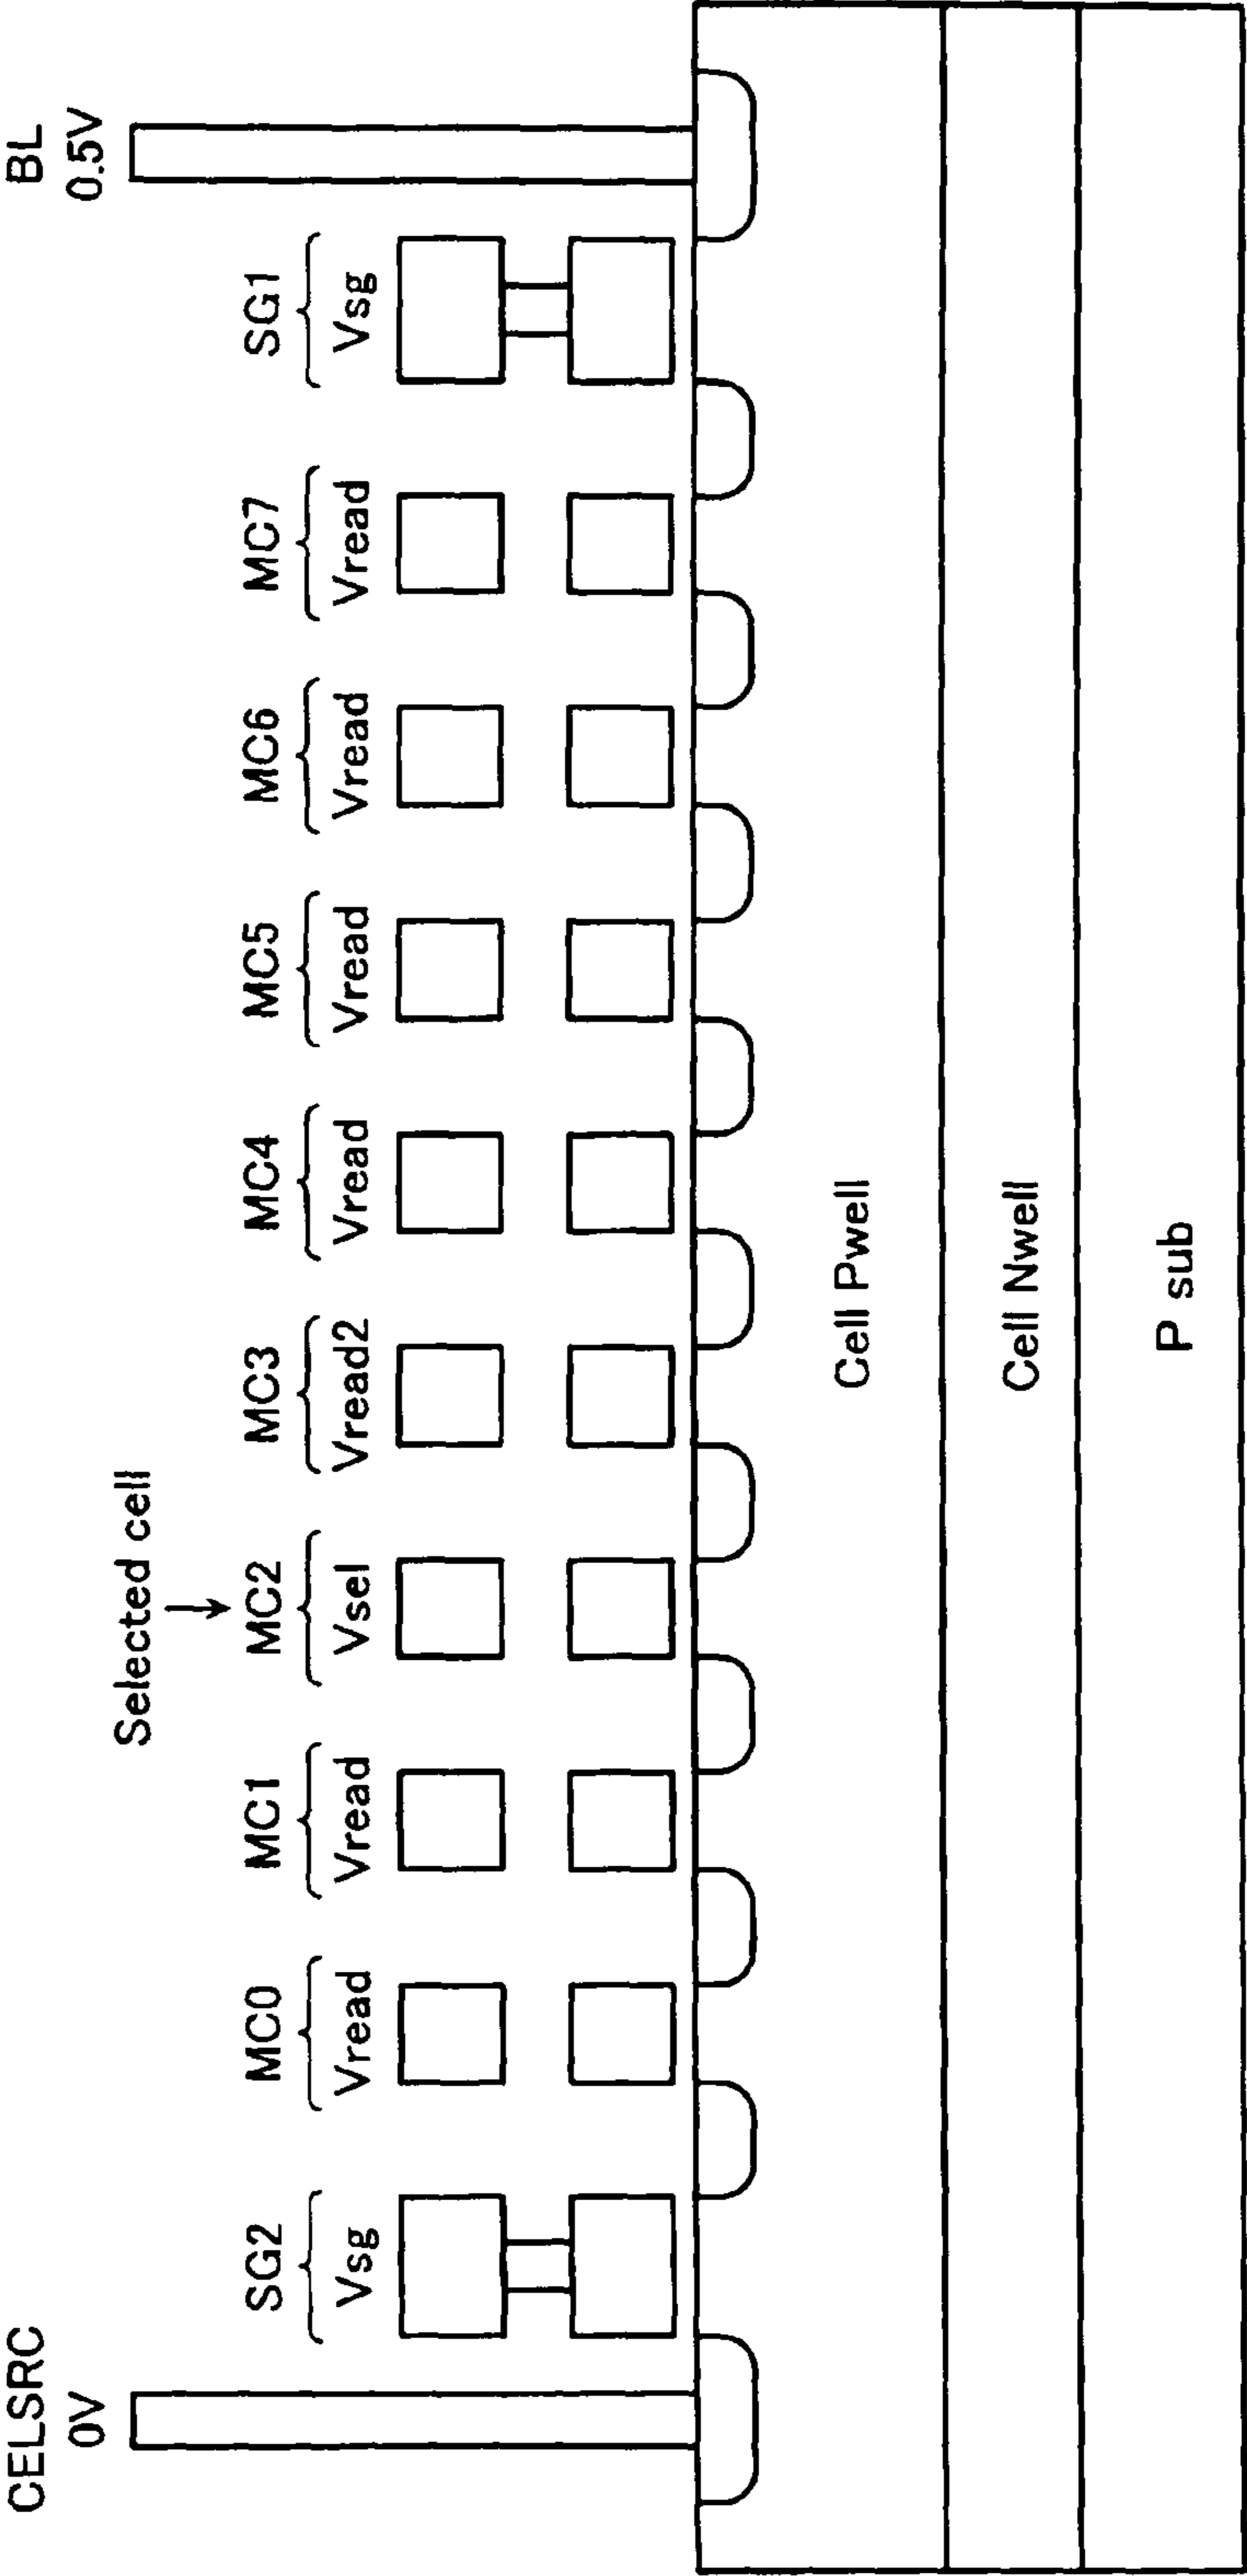 CELSRC
0V
BL
0.5V
Selected cell
SG2
Vsg
MC0
Vread
MC1
Vread
MC2
Vsel
MC3
Vread2
MC4
Vread
MC5
Vread
MC6
Vread
MC7
Vread
SG1
Vsg
Cell Pwell
Cell Nwell
P sub